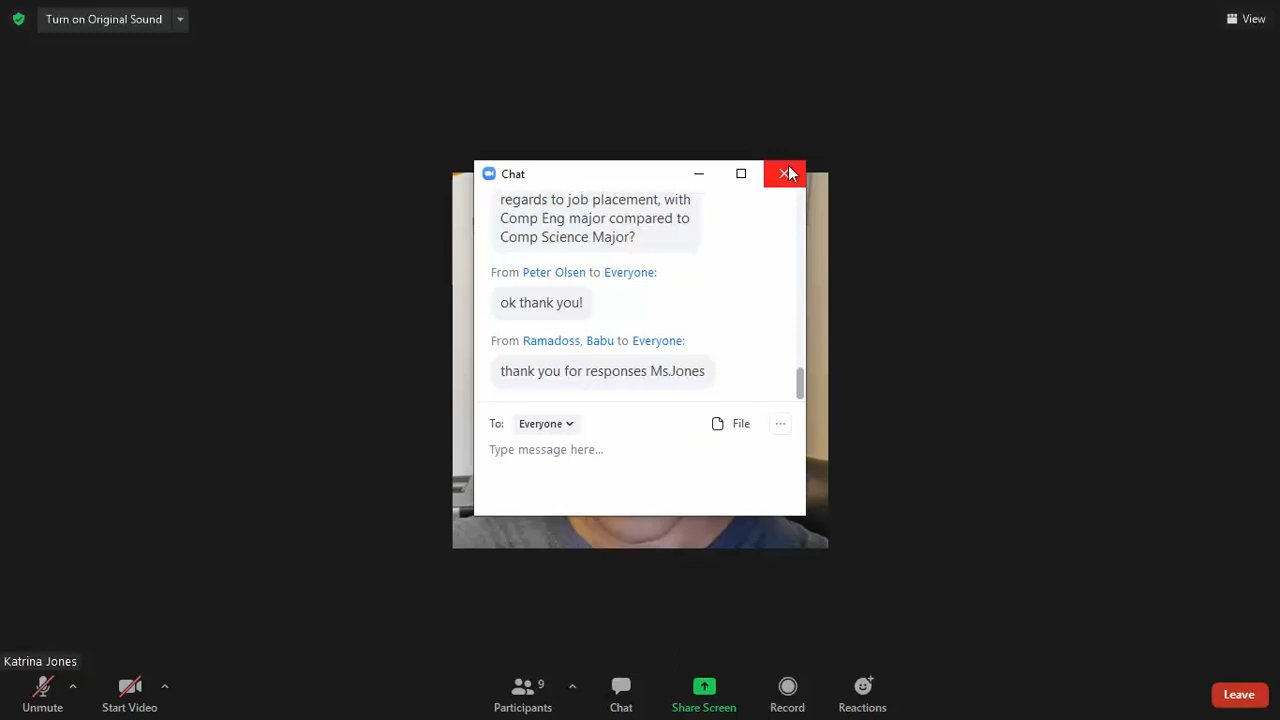 Turn on Original Sound
View
Chat
regards to job placement, with
Comp Eng major compared to
Comp Science Major?
From Peter Olsen to Everyone:
ok thank you!
From Ramadoss, Babu to Everyone:
thank you for responses Ms.Jones
To: Everyone File ...
Type message here...
Katrina Jones
Unmute
Start Video
9
Participants
Chat
Share Screen
Record
Reactions
Leave